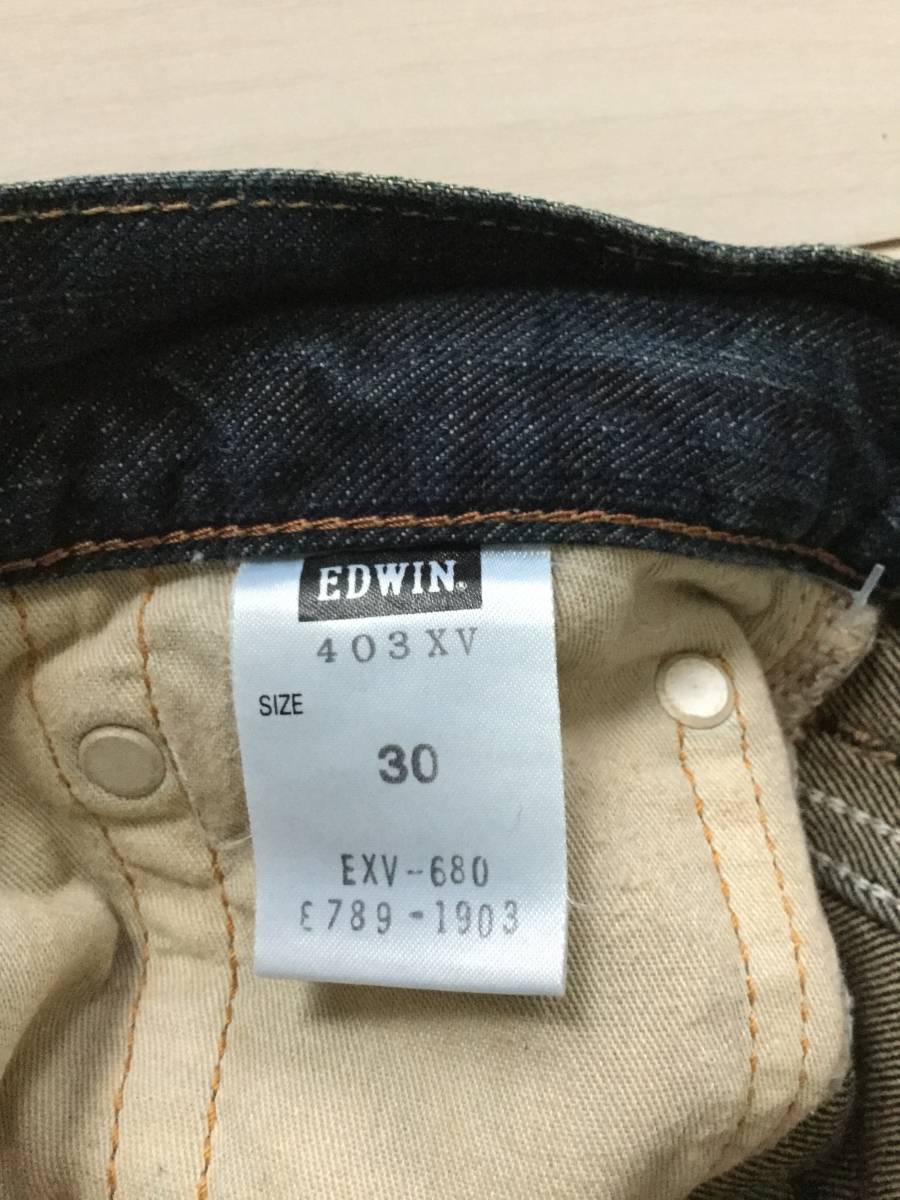 EDWIN.
403XV
SIZE
30
EXV-680
E789-1903